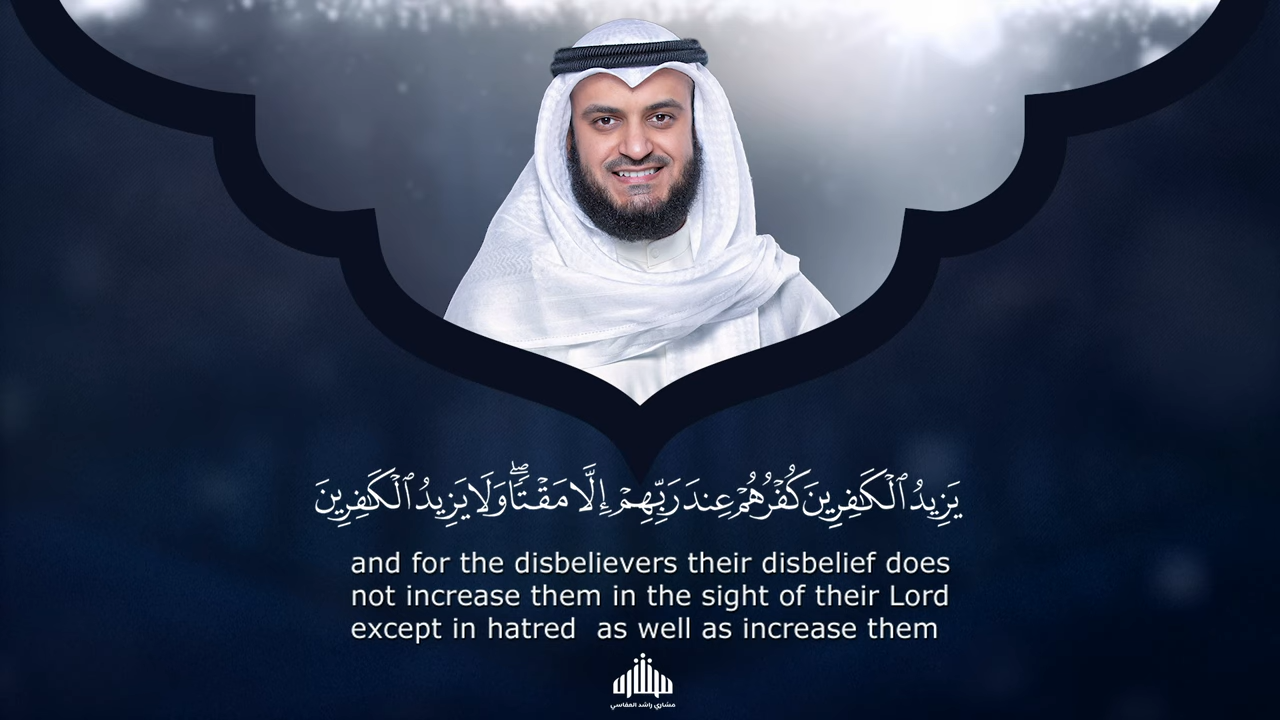 يَزِيدُ ٱلْكَٰفِرِينَ كُفْرُهُمْ عِندَ رَبِّهِمْ إِلَّا مَقْتًاۖ وَلَا يَزِيدُ ٱلْكَٰفِرِينَ
and for the disbelievers their disbelief does
not increase them in the sight of their Lord
except in hatred  as well as increase them
مشاري راشد العفاسي